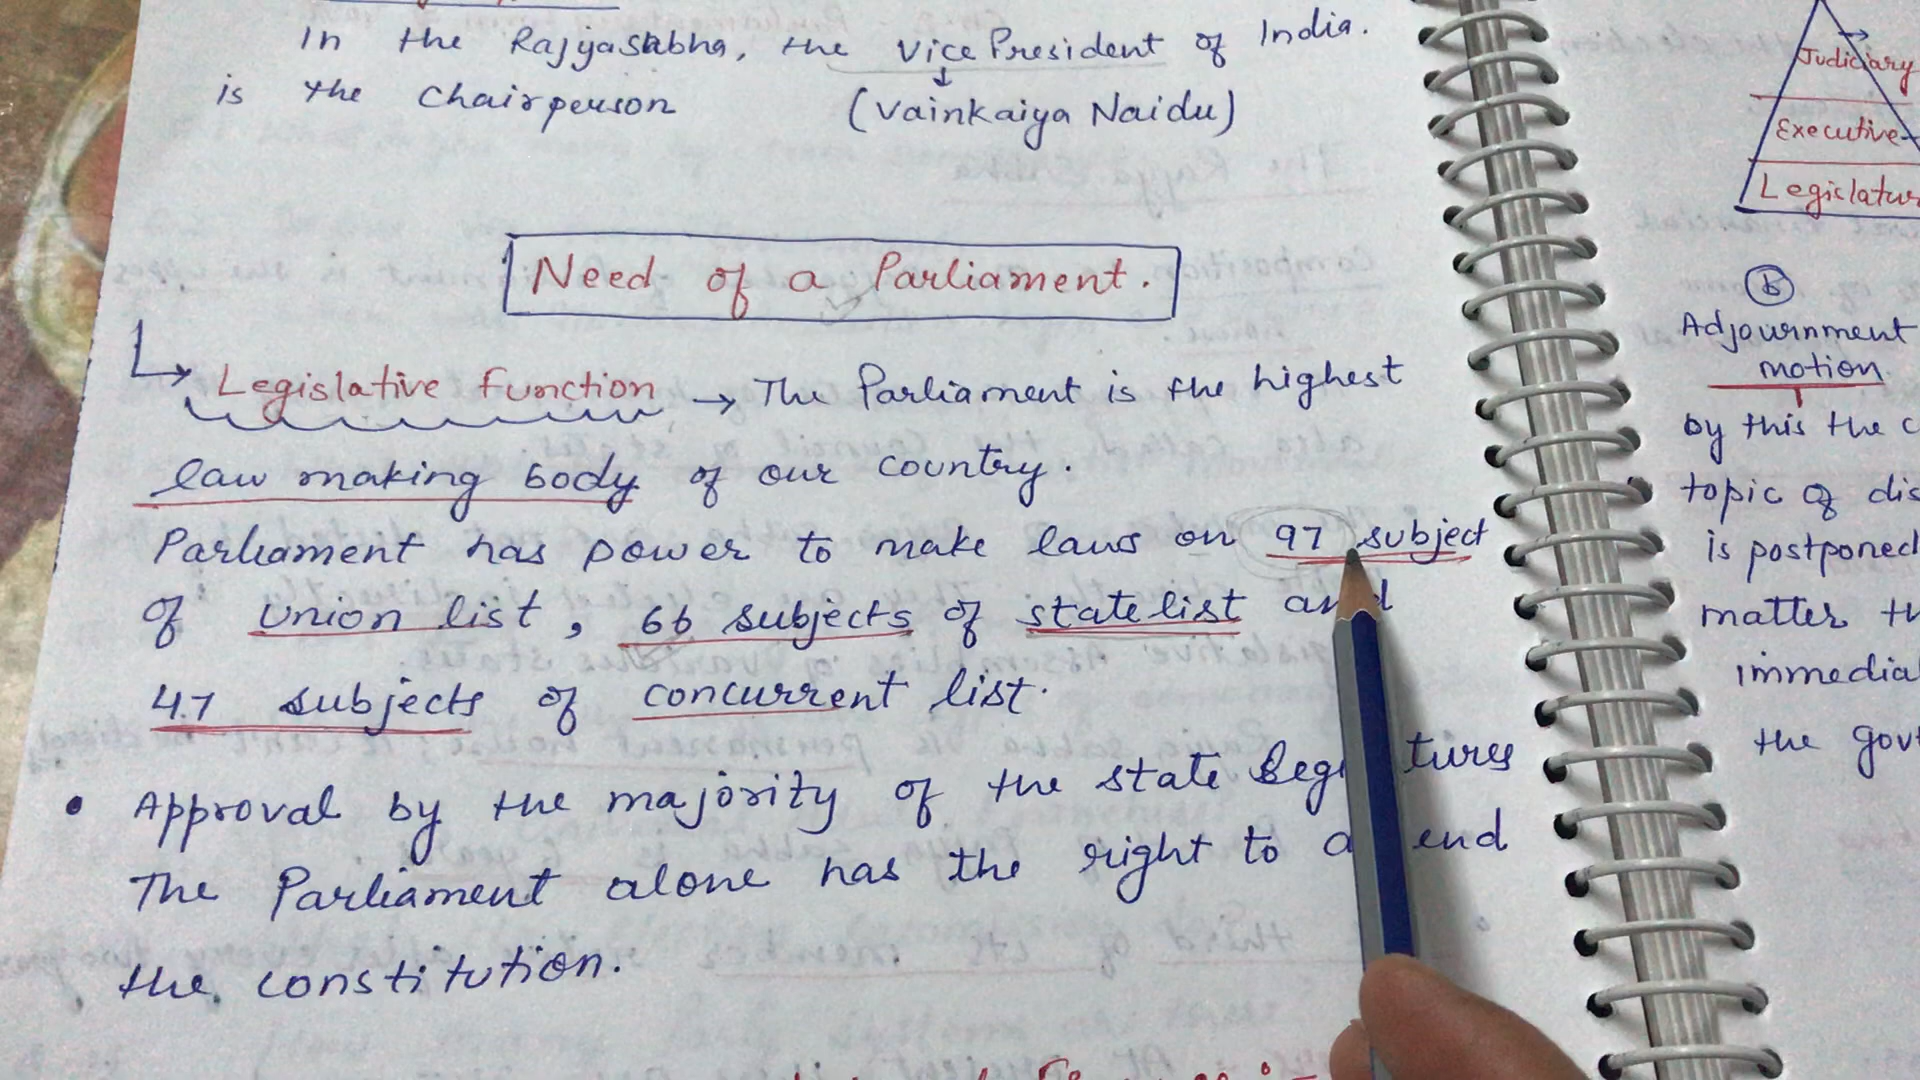 In the Rajyasabha, the Vice President of India.
is the Chairperson (Vainkaiya Naidu)
Need of a Parliament.
Legislative function → The Parliament is the highest
law making body of our country.
Parliament has power to make laws on 97 subject
of Union list, 66 subjects of state list and
47 subjects of concurrent list.
• Approval by the majority of the state
The Parliament alone has the right to
the constitution.
Judiciary
Executive
b
Adjournment
motion
by this the
topic of
is postponed
matter
the